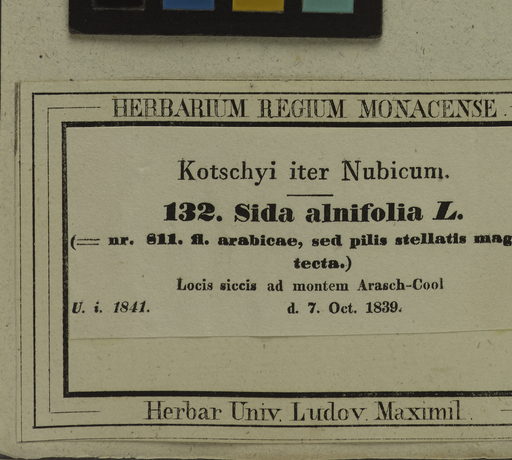 HERBARIUM REGIUM MONACENSE.
Kotschyi iter Nubicum.
132. Sida alnifolia L.
(= nr. 811. fl. arabicae, sed pilis stellatis mag
tecta.)
Locis siccis ad montem Arasch-Cool
U. i. 1841. d. 7. Oct. 1839.
Herbar Univ. Ludov. Maximil.